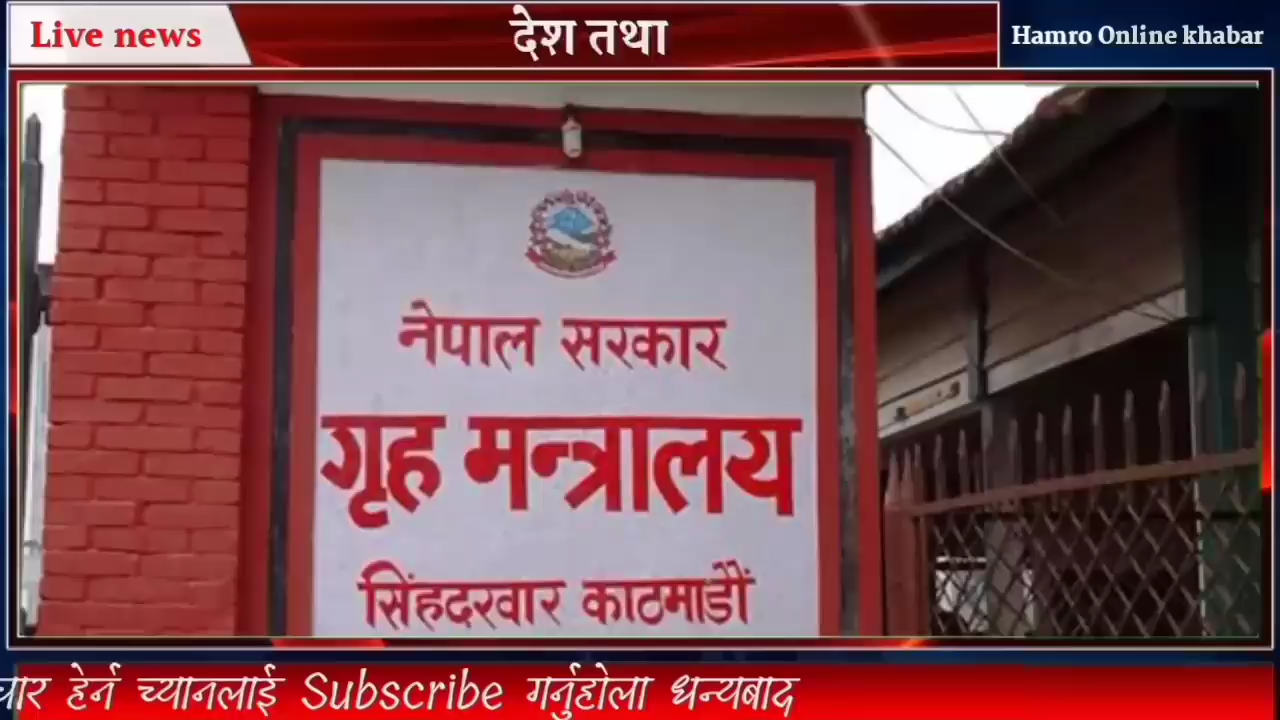 Live news
देश तथा
Hamro Online khabar
नेपाल सरकार
गृह मन्त्रालय
सिंहदरवार काठमाडौं
हेर्न च्यानलाई Subscribe गर्नुहोला धन्यबाद